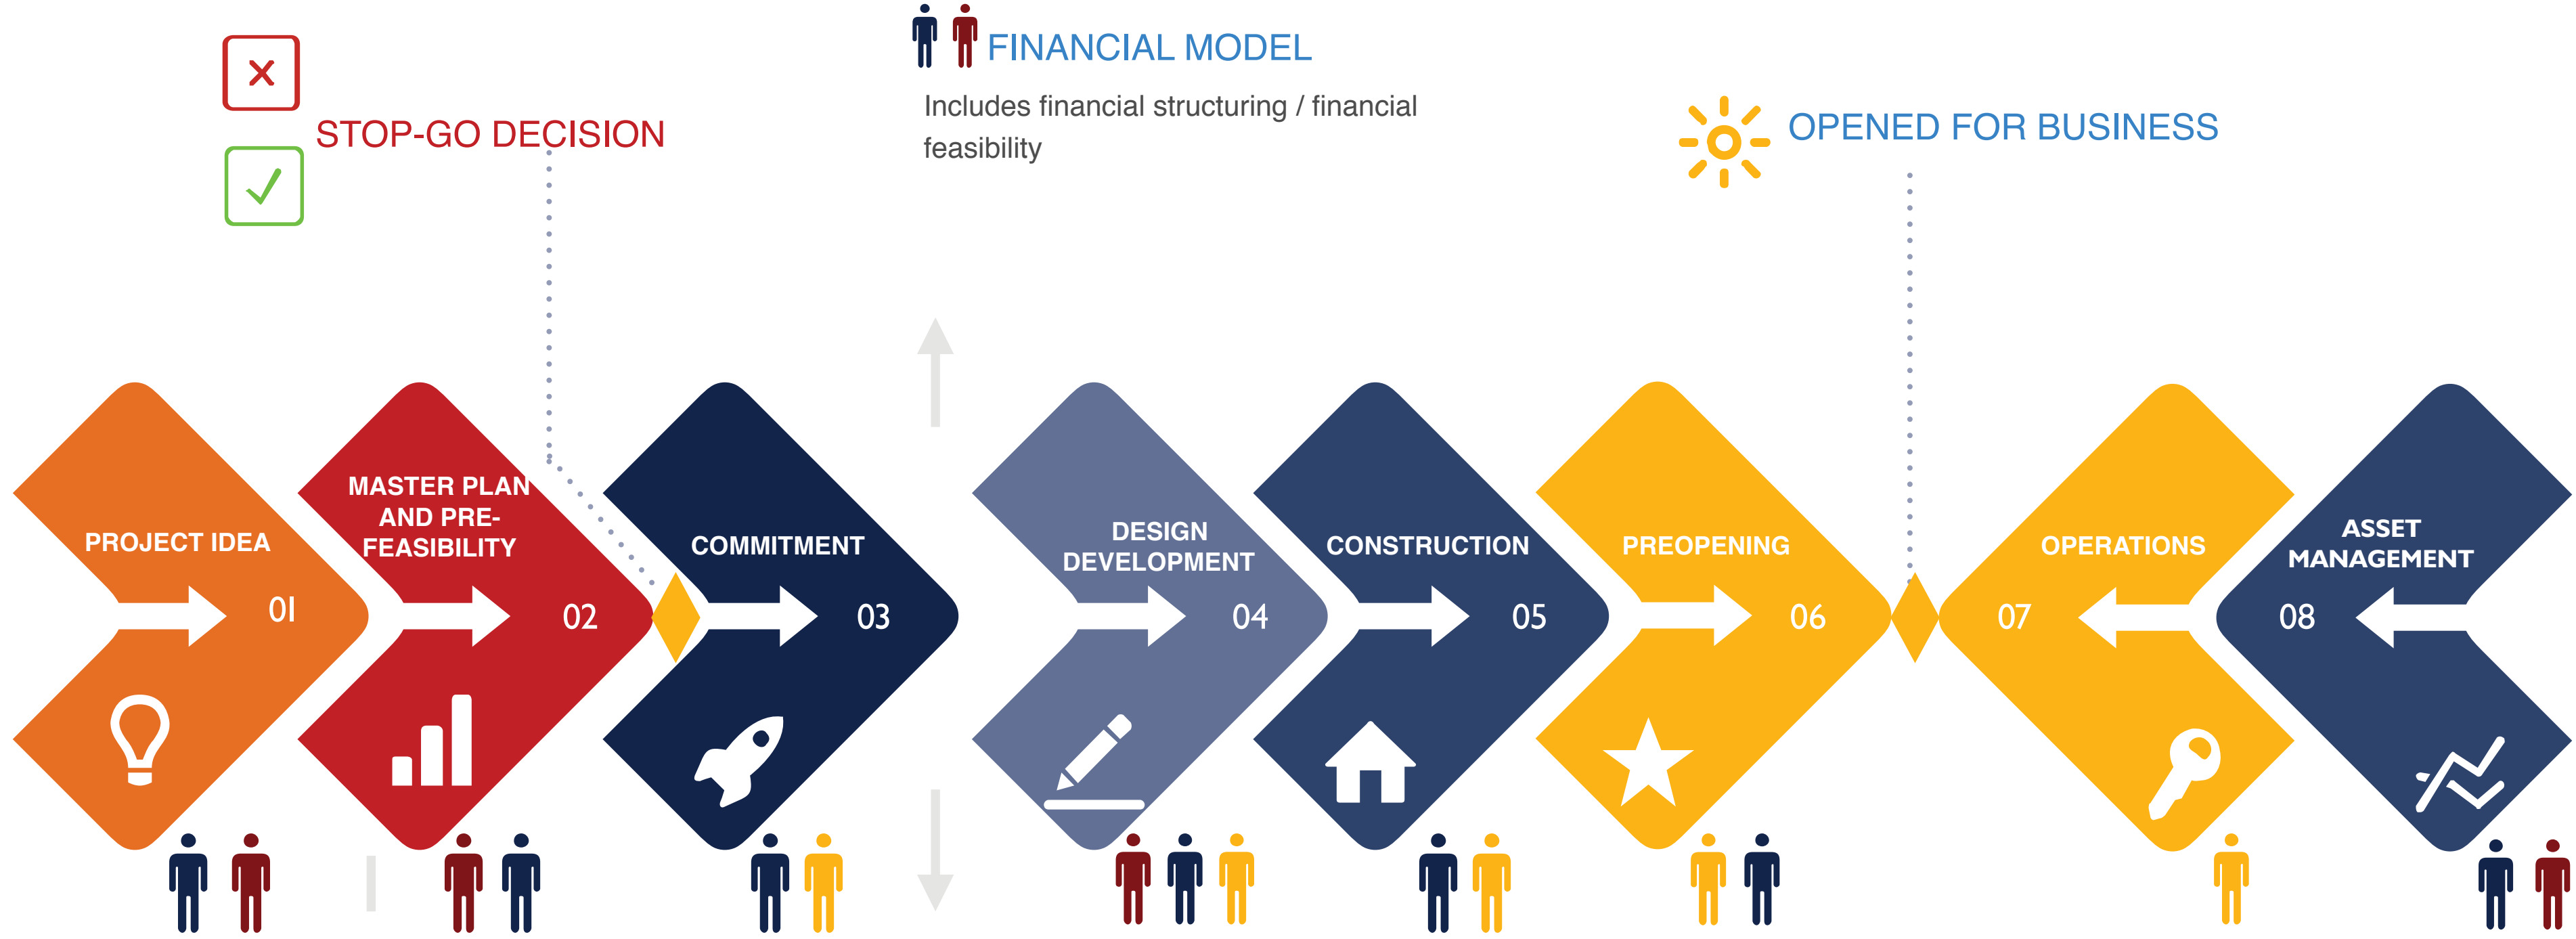 FINANCIAL MODEL
Includes financial structuring / financial
feasibility
STOP-GO DECISION
OPENED FOR BUSINESS
PROJECT IDEA
01
MASTER PLAN
AND PRE-
FEASIBILITY
02
COMMITMENT
03
DESIGN
DEVELOPMENT
04
CONSTRUCTION
05
PREOPENING
06
OPERATIONS
07
ASSET
MANAGEMENT
08